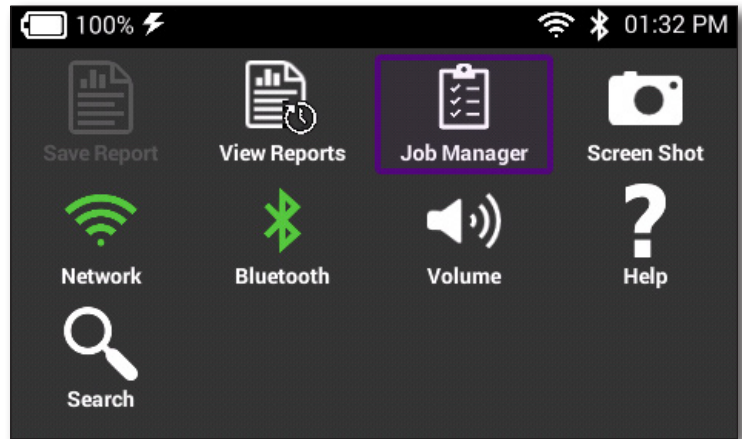 100% 01:32 PM
Save Report View Reports Job Manager Screen Shot
Network Bluetooth Volume Help
Search